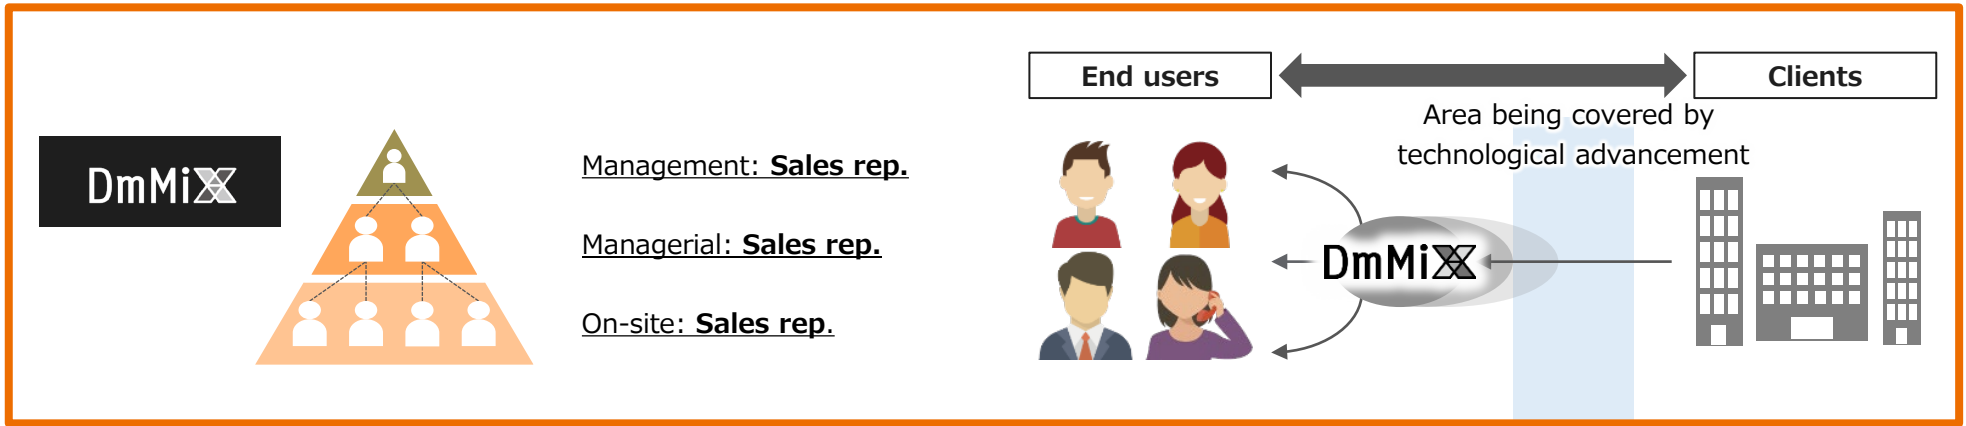 DmMiX
Management: Sales rep.
Managerial: Sales rep.
On-site: Sales rep.
End users
Clients
Area being covered by
technological advancement
DmMiX